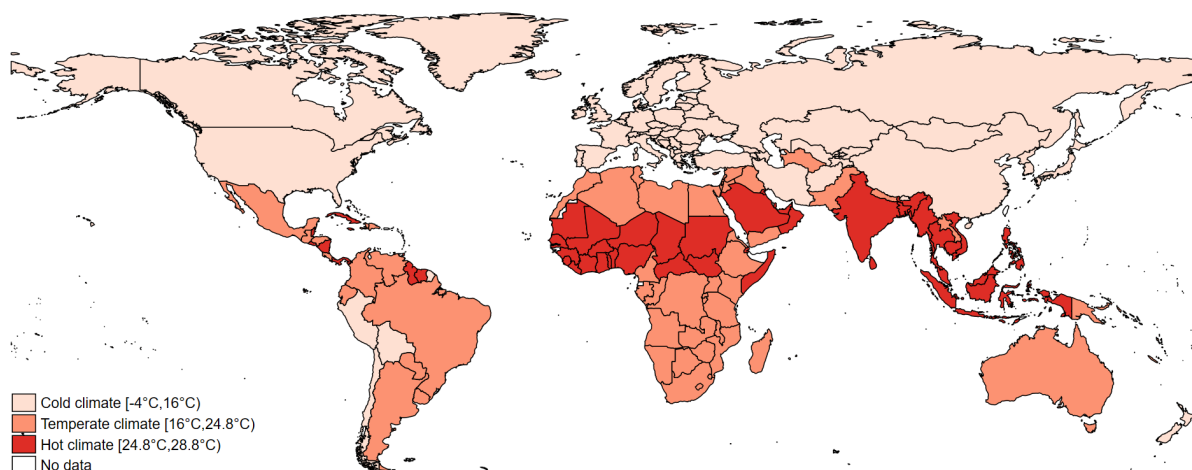 Cold climate [-4°C,16°C)
Temperate climate [16°C,24.8°C)
Hot climate [24.8°C,28.8°C)
No data